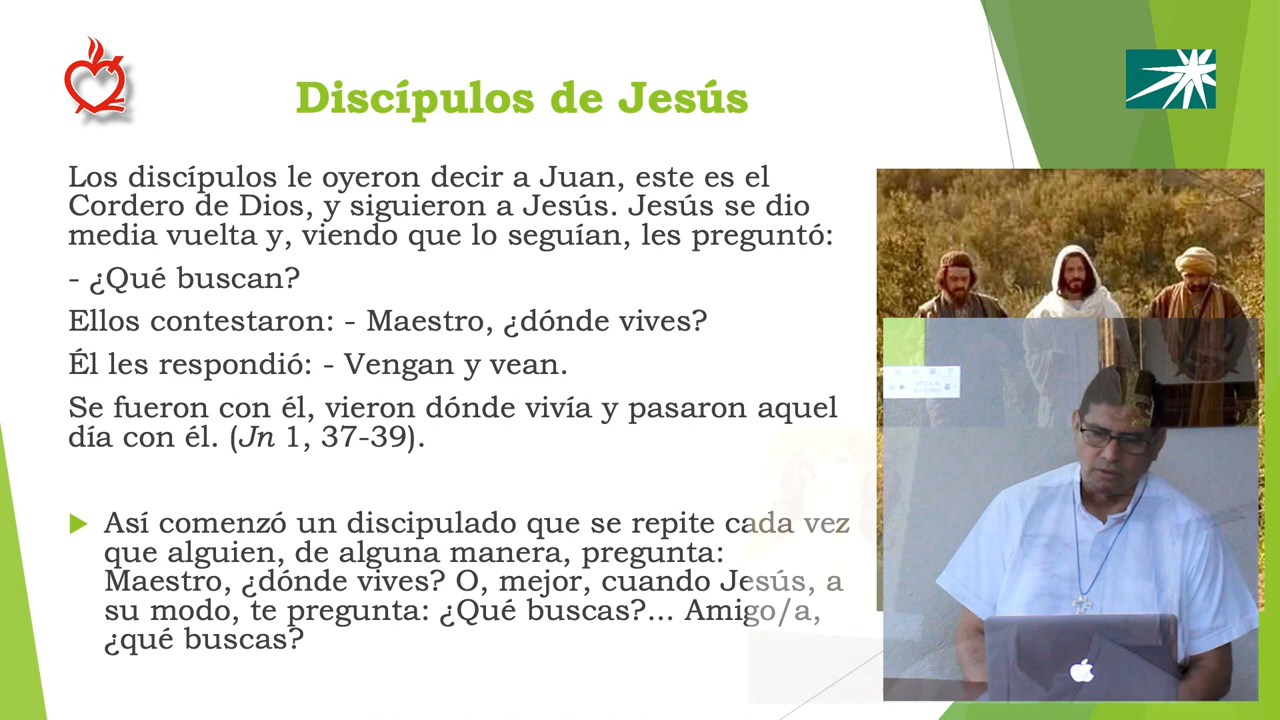 Discípulos de Jesús
Los discípulos le oyeron decir a Juan, este es el
Cordero de Dios, y siguieron a Jesús. Jesús se dio
media vuelta y, viendo que lo seguían, les preguntó:
- ¿Qué buscan?
Ellos contestaron: - Maestro, ¿dónde vives?
Él les respondió: - Vengan y vean.
Se fueron con él, vieron dónde vivía y pasaron aquel
día con él. (Jn 1, 37-39).
Así comenzó un discipulado que se repite cada vez
que alguien, de alguna manera, pregunta:
Maestro, ¿dónde vives? O, mejor, cuando Jesús, a
su modo, te pregunta: ¿Qué buscas?... Amigo/a,
¿qué buscas?